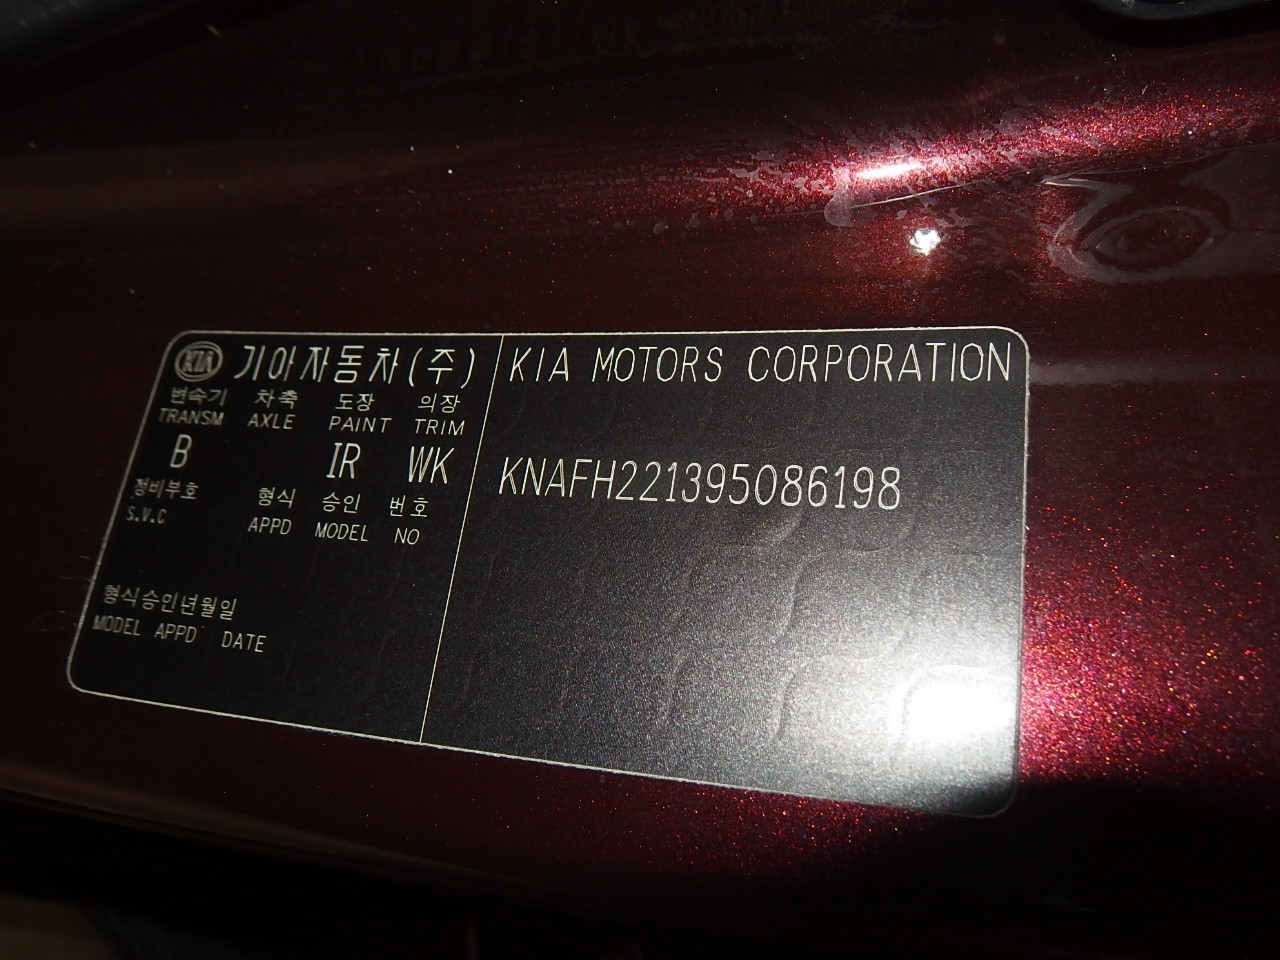 KIA 기아자동차(주)
변속기 차축 도장 의장
TRANSM AXLE PAINT TRIM
B IR WK
정비부호 형식 승인 번호
S.V.C APPD MODEL NO
형식승인년월일
MODEL APPD DATE
KIA MOTORS CORPORATION
KNAFH221395086198